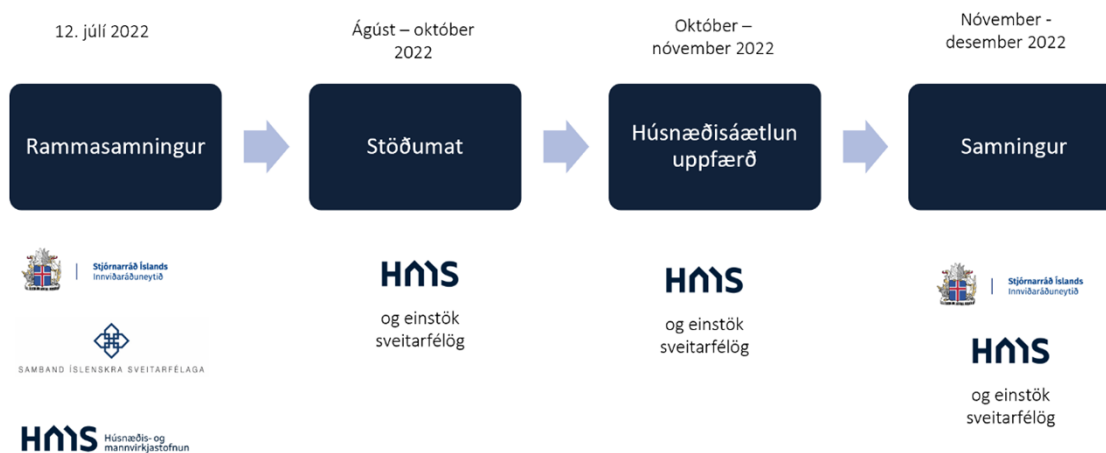 12. júlí 2022
Ágúst – október
2022
Október –
nóvember 2022
Nóvember -
desember 2022
Rammasamningur
Stöðumat
Húsnæðisáætlun
uppfærð
Samningur
Stjórnarráð Íslands
Innviðaráðuneytið
SAMBAND ÍSLENSKRA SVEITARFÉLAGA
HMS Húsnæðis- og
mannvirkjastofnun
HMS
og einstök
sveitarfélög
HMS
og einstök
sveitarfélög
Stjórnarráð Íslands
Innviðaráðuneytið
HMS
og einstök
sveitarfélög